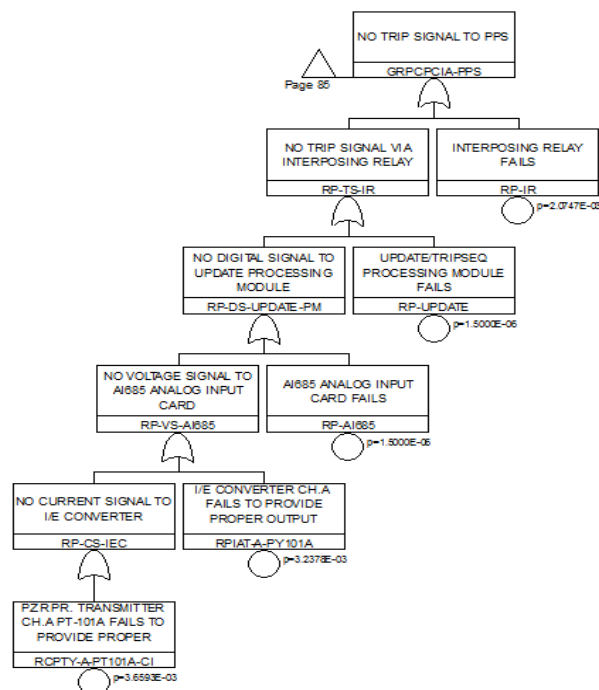 NO TRIP SIGNAL TO PPS
GRPCPCIA-PPS
Page 85
NO TRIP SIGNAL VIA
INTERPOSING RELAY
RP-TS-IR
INTERPOSING RELAY
FAILS
RP-IR
p=2.0747E-03
NO DIGITAL SIGNAL TO
UPDATE PROCESSING
MODULE
RP-DS-UPDATE-PM
UPDATE/TRIPSEQ
PROCESSING MODULE
FAILS
RP-UPDATE
p=1.5000E-06
NO VOLTAGE SIGNAL TO
AI685 ANALOG INPUT
CARD
RP-VS-AI685
AI685 ANALOG INPUT
CARD FAILS
RP-AI685
p=1.5000E-06
NO CURRENT SIGNAL TO
I/E CONVERTER
RP-CS-IEC
I/E CONVERTER CH.A
FAILS TO PROVIDE
PROPER OUTPUT
RPIAT-A-PY101A
p=3.2378E-03
PZR PR. TRANSMITTER
CH.A PT-101A FAILS TO
PROVIDE PROPER
RCPTY-A-PT101A-CI
p=3.6593E-03